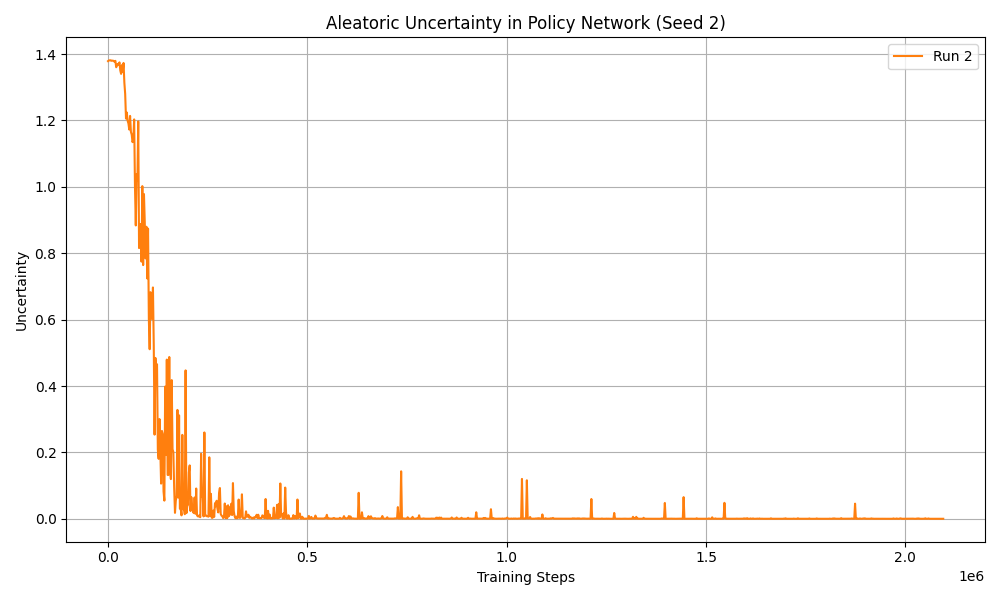 Aleatoric Uncertainty in Policy Network (Seed 2)
Run 2
Uncertainty
1.4
1.2
1.0
0.8
0.6
0.4
0.2
0.0
0.0 0.5 1.0 1.5 2.0
1e6
Training Steps